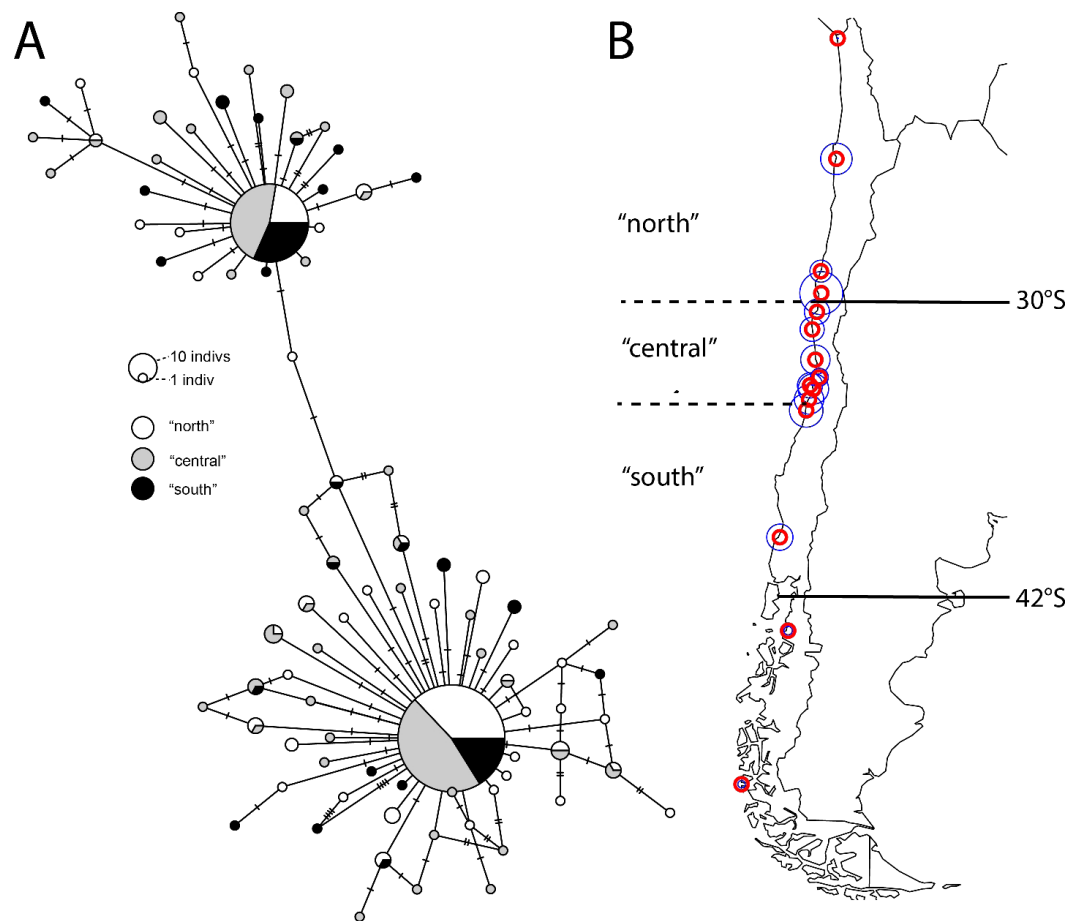 A
B
"north"
30°S
"central"
"south"
42°S
10 indivs
1 indiv
"north"
"central"
"south"